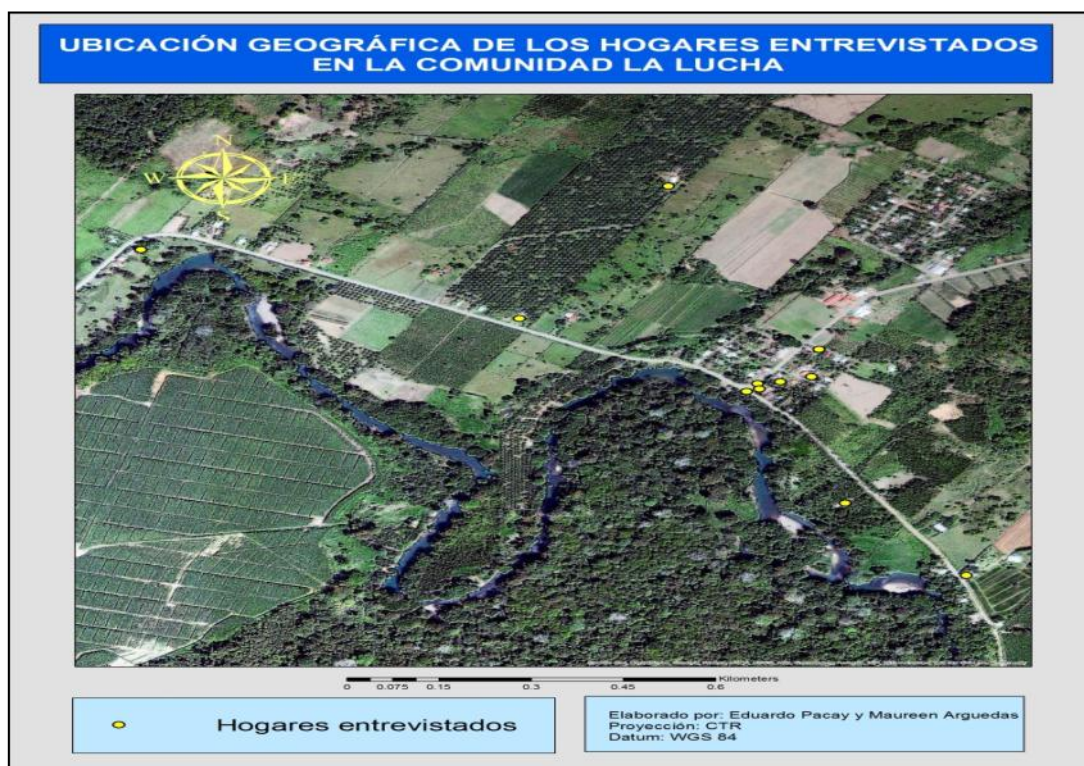 UBICACIÓN GEOGRÁFICA DE LOS HOGARES ENTREVISTADOS
EN LA COMUNIDAD LA LUCHA
N
W E
S
Kilometers
0 0.075 0.15 0.3 0.45 0.6
Hogares entrevistados
Elaborado por: Eduardo Pacay y Maureen Arguedas
Proyección: CTR
Datum: WGS 84